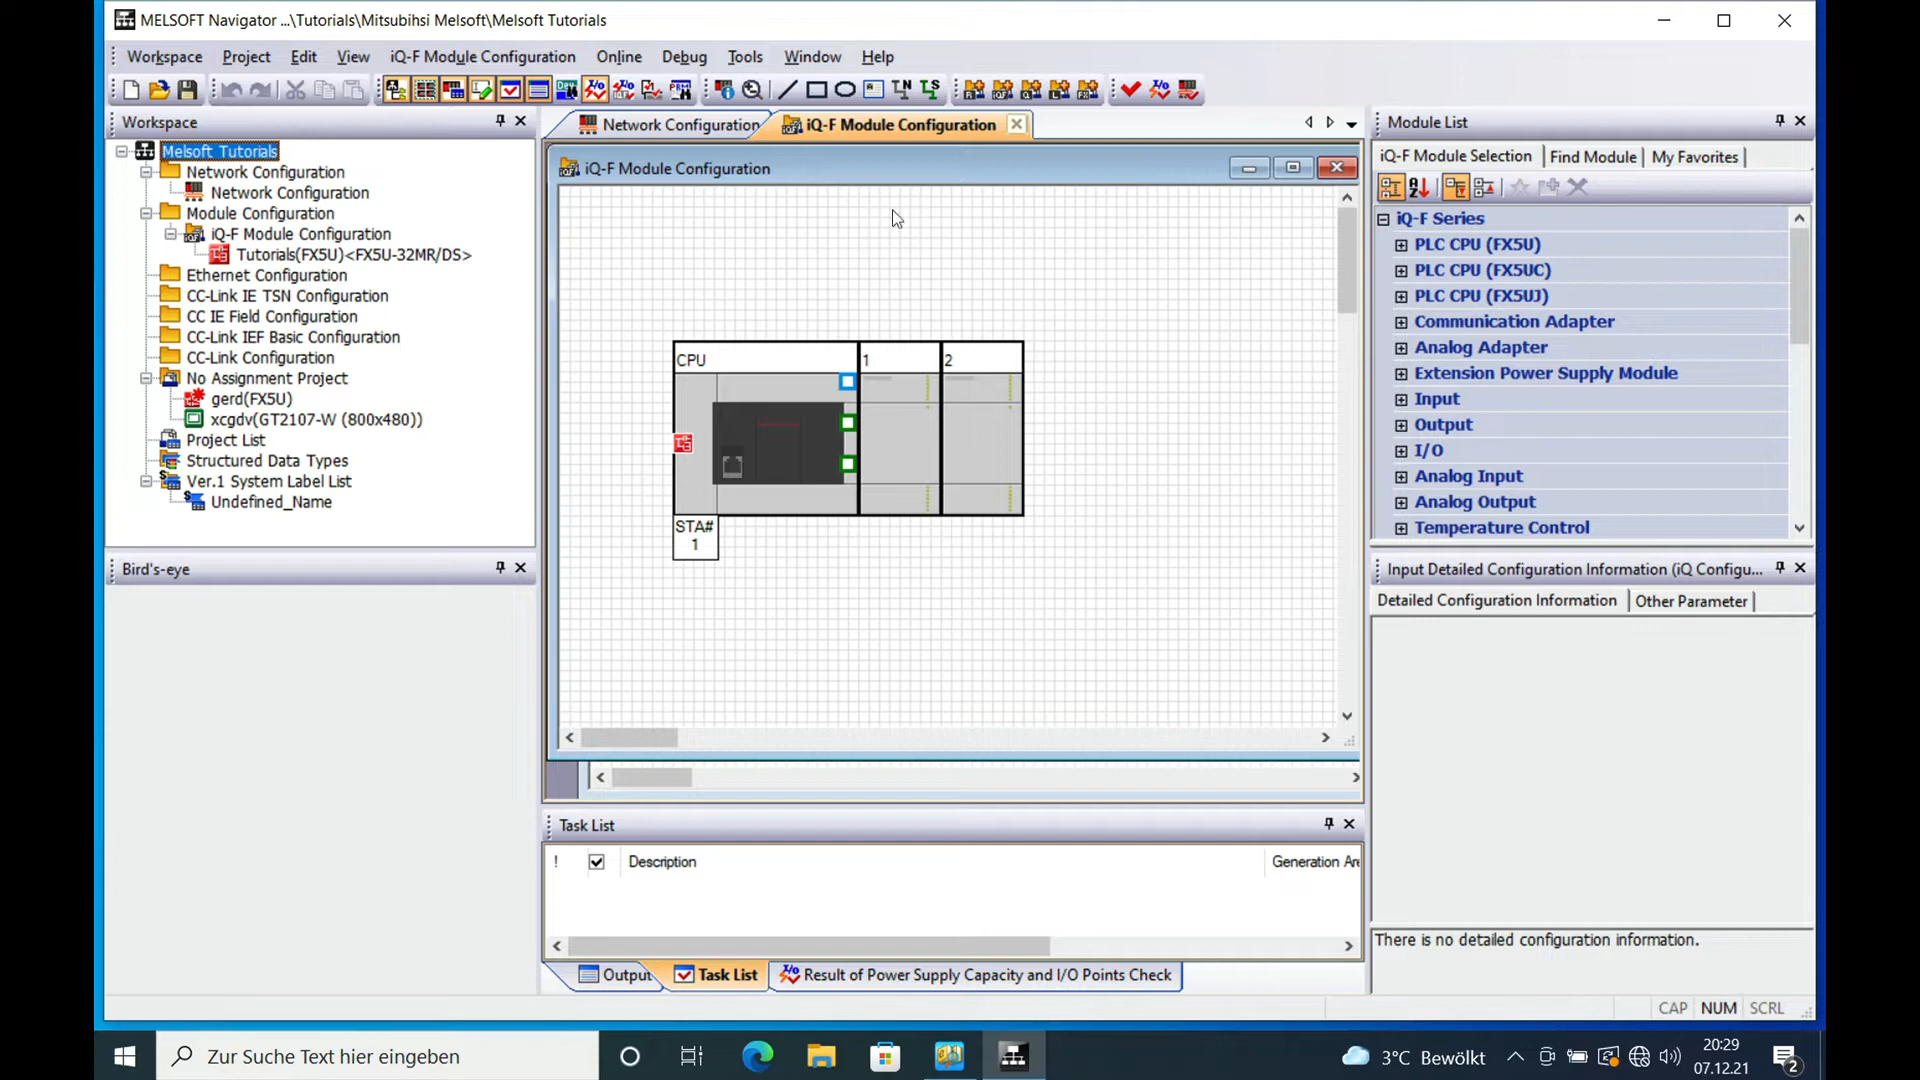 MELSOFT Navigator ...\Tutorials\Mitsubihsi Melsoft\Melsoft Tutorials
Workspace Project Edit View iQ-F Module Configuration Online Debug Tools Window Help
Workspace
Melsoft Tutorials
Network Configuration
Network Configuration
Module Configuration
iQ-F Module Configuration
Tutorials(FX5U)<FX5U-32MR/DS>
Ethernet Configuration
CC-Link IE TSN Configuration
CC IE Field Configuration
CC-Link IEF Basic Configuration
CC-Link Configuration
No Assignment Project
gerd(FX5U)
xcgdv(GT2107-W (800x480))
Project List
Structured Data Types
Ver.1 System Label List
Undefined_Name
Bird's-eye
Network Configuration
iQ-F Module Configuration
iQ-F Module Configuration
CPU 1 2
STA#
1
Task List
! Description Generation Are
Output Task List Result of Power Supply Capacity and I/O Points Check
Module List
iQ-F Module Selection Find Module My Favorites
iQ-F Series
PLC CPU (FX5U)
PLC CPU (FX5UC)
PLC CPU (FX5UJ)
Communication Adapter
Analog Adapter
Extension Power Supply Module
Input
Output
I/O
Analog Input
Analog Output
Temperature Control
Input Detailed Configuration Information (iQ Configu...
Detailed Configuration Information Other Parameter
There is no detailed configuration information.
CAP NUM SCRL
Zur Suche Text hier eingeben
3°C Bewölkt
20:29
07.12.21
2